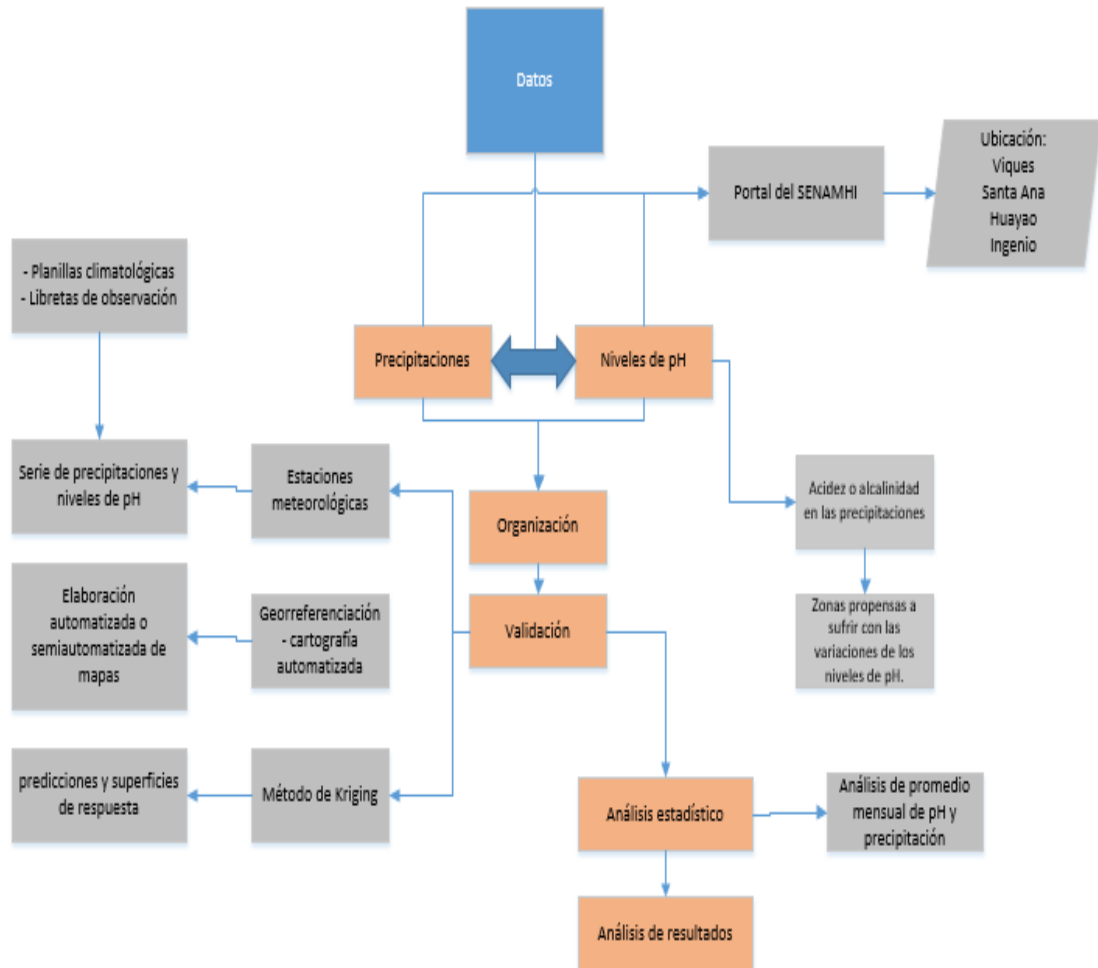 Datos
Portal del SENAMHI
Ubicación:
Viques
Santa Ana
Huayao
Ingenio
- Planillas climatológicas
- Libretas de observación
Precipitaciones
Niveles de pH
Serie de precipitaciones y
niveles de pH
Estaciones
meteorológicas
Organización
Acidez o alcalinidad
en las precipitaciones
Elaboración
automatizada o
semiautomatizada de
mapas
Georreferenciación
- cartografía
automatizada
Validación
Zonas propensas a
sufrir con las
variaciones de los
niveles de pH.
predicciones y superficies
de respuesta
Método de Kriging
Análisis estadístico
Análisis de promedio
mensual de pH y
precipitación
Análisis de resultados